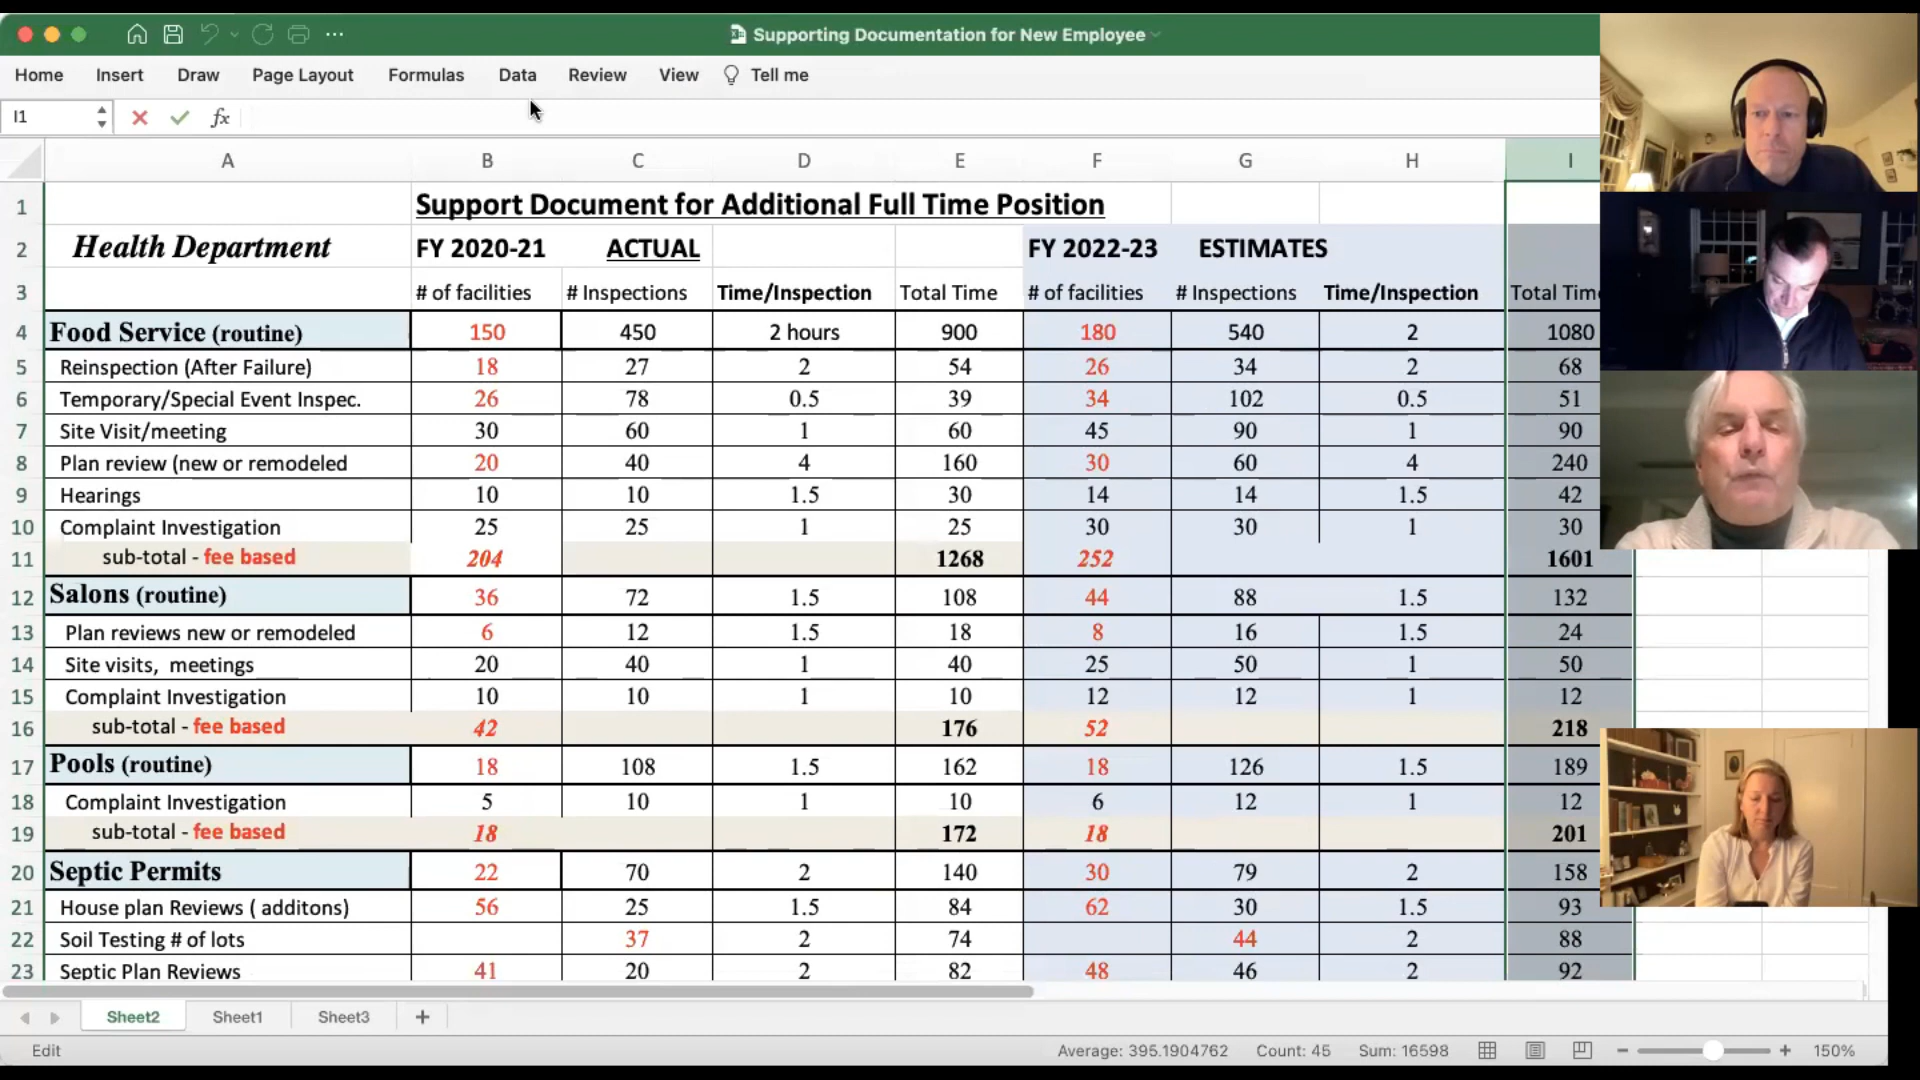 Supporting Documentation for New Employee
Home Insert Draw Page Layout Formulas Data Review View Tell me
I1 fx
A B C D E F G H I
1 Support Document for Additional Full Time Position
2 Health Department FY 2020-21 ACTUAL FY 2022-23 ESTIMATES
3 # of facilities # Inspections Time/Inspection Total Time # of facilities # Inspections Time/Inspection Total Tim
4 Food Service (routine) 150 450 2 hours 900 180 540 2 1080
5 Reinspection (After Failure) 18 27 2 54 26 34 2 68
6 Temporary/Special Event Inspec. 26 78 0.5 39 34 102 0.5 51
7 Site Visit/meeting 30 60 1 60 45 90 1 90
8 Plan review (new or remodeled 20 40 4 160 30 60 4 240
9 Hearings 10 10 1.5 30 14 14 1.5 42
10 Complaint Investigation 25 25 1 25 30 30 1 30
11 sub-total - fee based 204 1268 252 1601
12 Salons (routine) 36 72 1.5 108 44 88 1.5 132
13 Plan reviews new or remodeled 6 12 1.5 18 8 16 1.5 24
14 Site visits, meetings 20 40 1 40 25 50 1 50
15 Complaint Investigation 10 10 1 10 12 12 1 12
16 sub-total - fee based 42 176 52 218
17 Pools (routine) 18 108 1.5 162 18 126 1.5 189
18 Complaint Investigation 5 10 1 10 6 12 1 12
19 sub-total - fee based 18 172 18 201
20 Septic Permits 22 70 2 140 30 79 2 158
21 House plan Reviews ( additons) 56 25 1.5 84 62 30 1.5 93
22 Soil Testing # of lots 37 2 74 44 2 88
23 Septic Plan Reviews 41 20 2 82 48 46 2 92
Sheet2 Sheet1 Sheet3 +
Edit Average: 395.1904762 Count: 45 Sum: 16598 150%